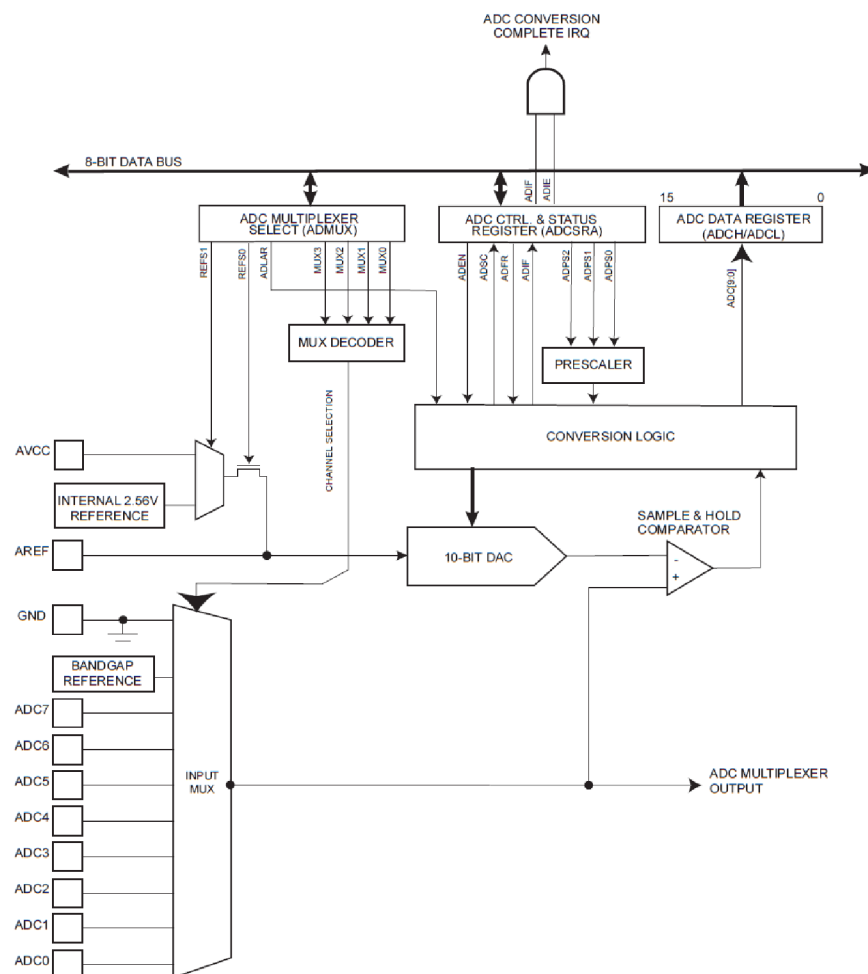 ADC CONVERSION
COMPLETE IRQ
8-BIT DATA BUS
ADIF
ADIE
15
0
ADC MULTIPLEXER
SELECT (ADMUX)
ADC CTRL. & STATUS
REGISTER (ADCSRA)
ADC DATA REGISTER
(ADCH/ADCL)
REFS1
REFS0
ADLAR
MUX3
MUX2
MUX1
MUX0
ADEN
ADSC
ADFR
ADIF
ADPS2
ADPS1
ADPS0
ADC[9:0]
MUX DECODER
PRESCALER
CHANNEL SELECTION
CONVERSION LOGIC
AVCC
INTERNAL 2.56V
REFERENCE
SAMPLE & HOLD
COMPARATOR
AREF
10-BIT DAC
-
+
GND
BANDGAP
REFERENCE
ADC7
ADC6
ADC5
ADC4
ADC3
ADC2
ADC1
ADC0
INPUT
MUX
ADC MULTIPLEXER
OUTPUT